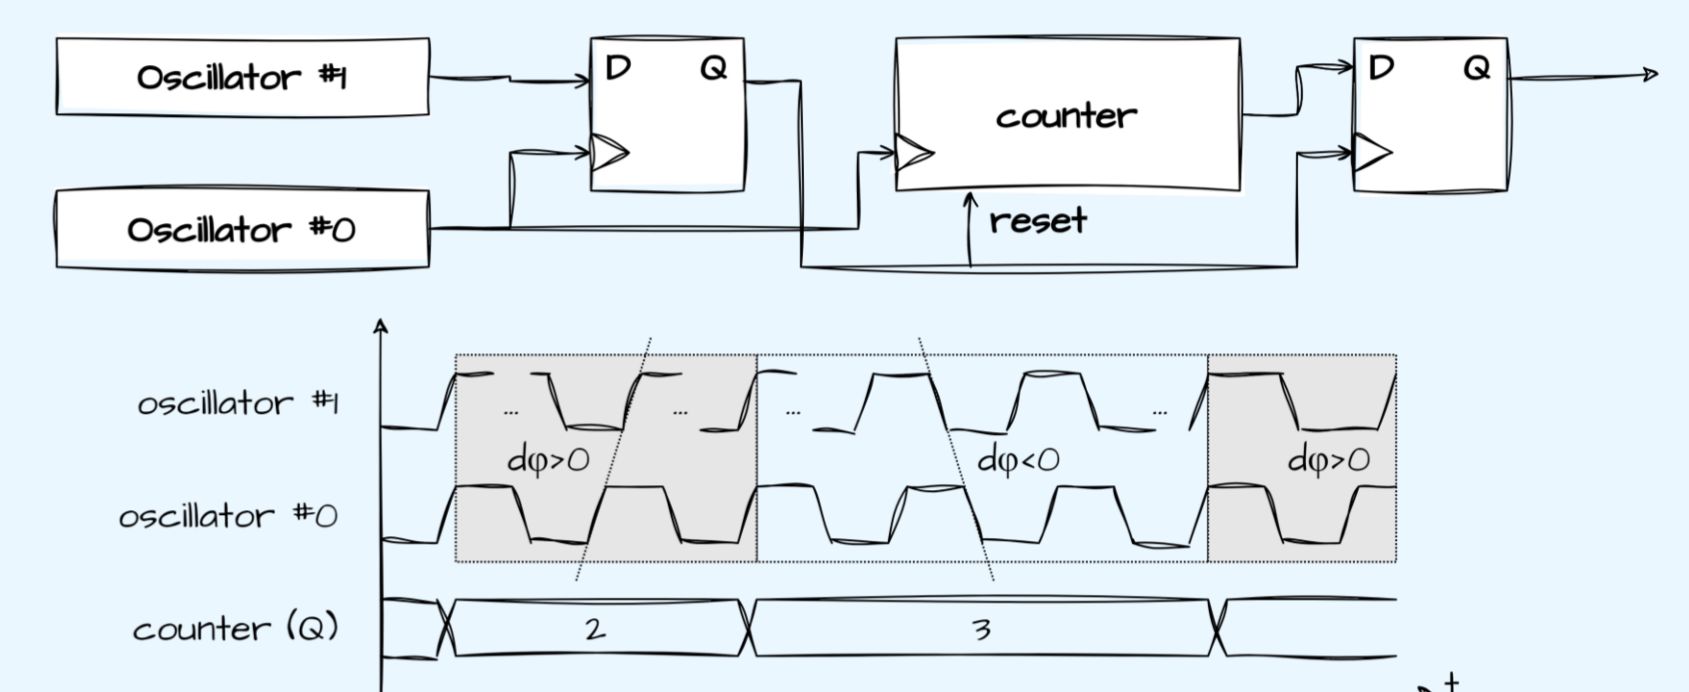 Oscillator #1
D Q
counter
D Q
Oscillator #0
reset
oscillator #1
... ... ... ...
dφ>0 dφ<0 dφ>0
oscillator #0
counter (Q) 2 3
t